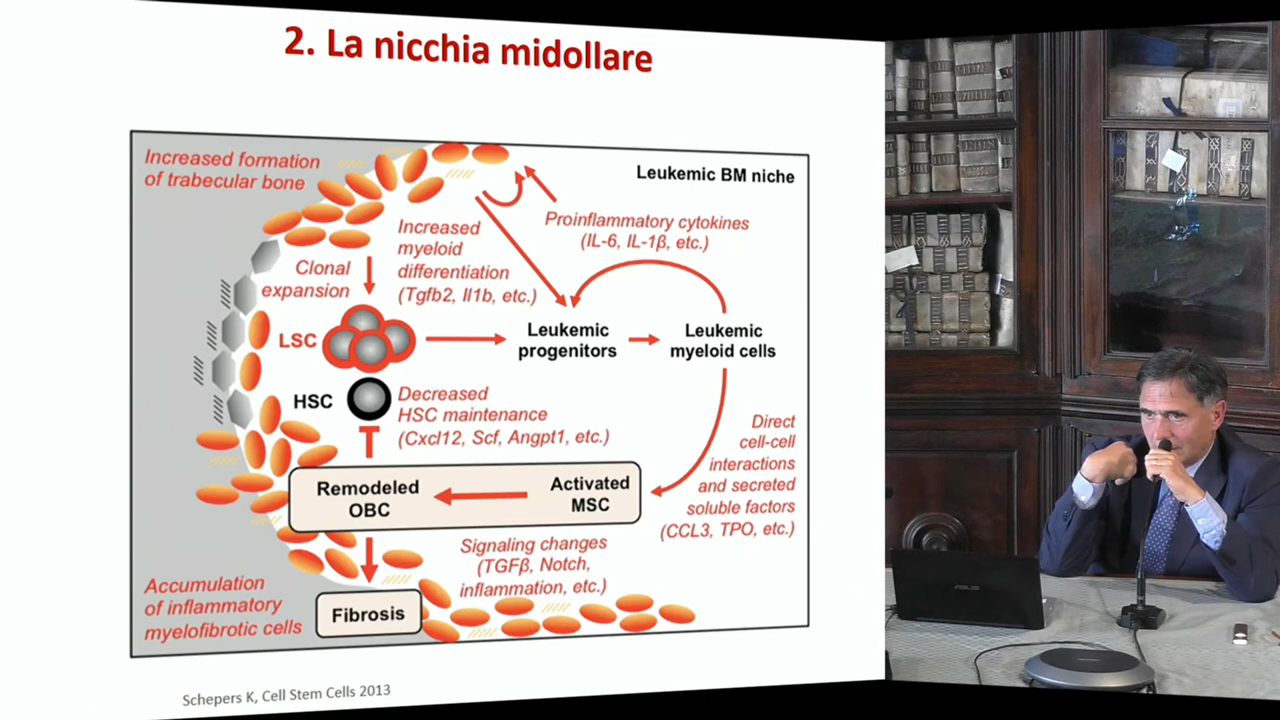 2. La nicchia midollare
Increased formation
of trabecular bone
Leukemic BM niche
Proinflammatory cytokines
(IL-6, IL-1β, etc.)
Increased
myeloid
differentiation
(Tgfb2, Il1b, etc.)
Clonal
expansion
LSC
Leukemic
progenitors
Leukemic
myeloid cells
HSC
Decreased
HSC maintenance
(Cxcl12, Scf, Angpt1, etc.)
Direct
cell-cell
interactions
and secreted
soluble factors
(CCL3, TPO, etc.)
Remodeled
OBC
Activated
MSC
Signaling changes
(TGFβ, Notch,
inflammation, etc.)
Accumulation
of inflammatory
myelofibrotic cells
Fibrosis
Schepers K, Cell Stem Cells 2013
ASUS